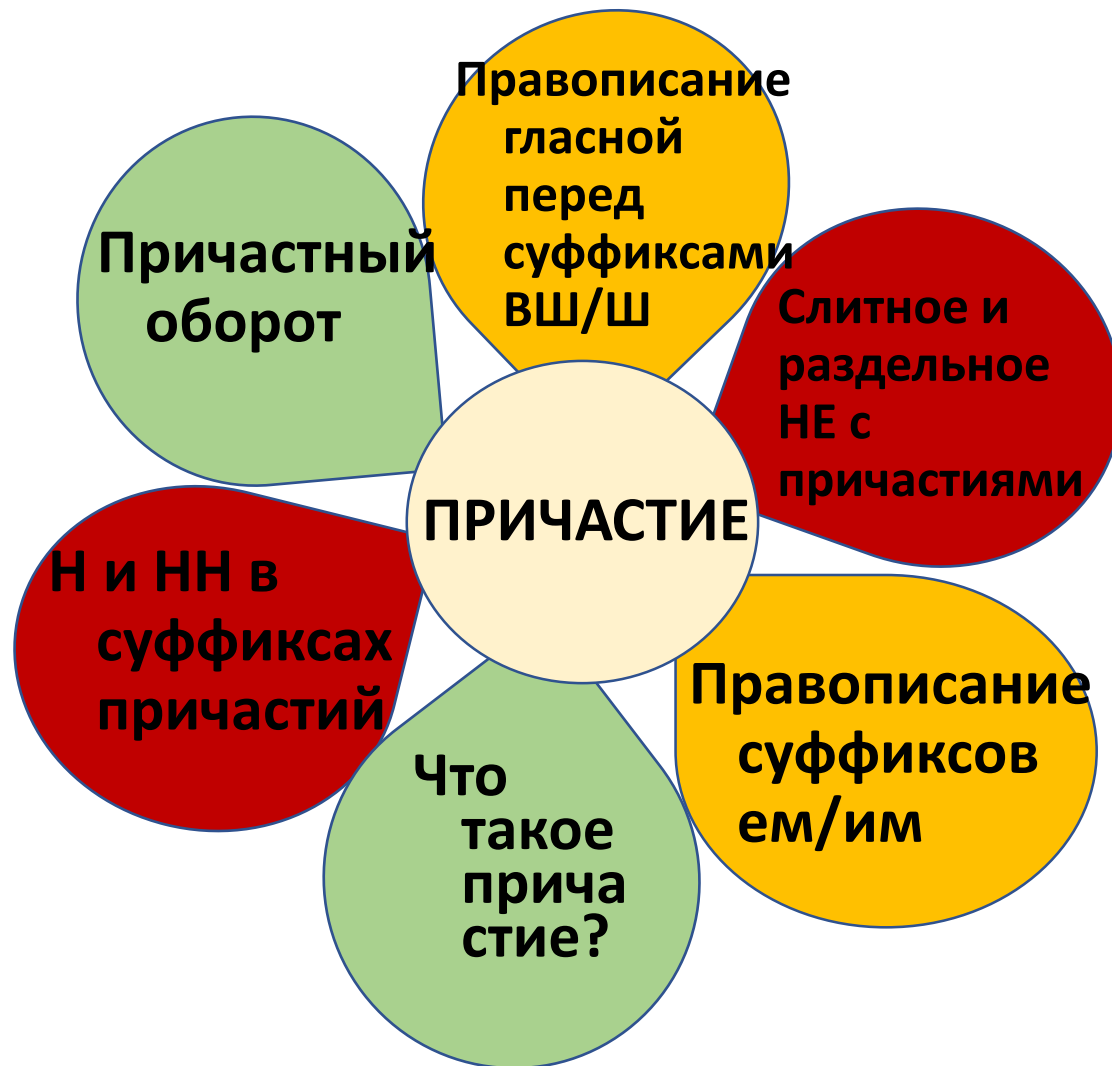 Правописание
гласной
перед
суффиксами
ВШ/Ш
Причастный
оборот
Слитное и
раздельное
НЕ с
причастиями
ПРИЧАСТИЕ
Н и НН в
суффиксах
причастий
Правописание
суффиксов
ем/им
Что
такое
прича
стие?